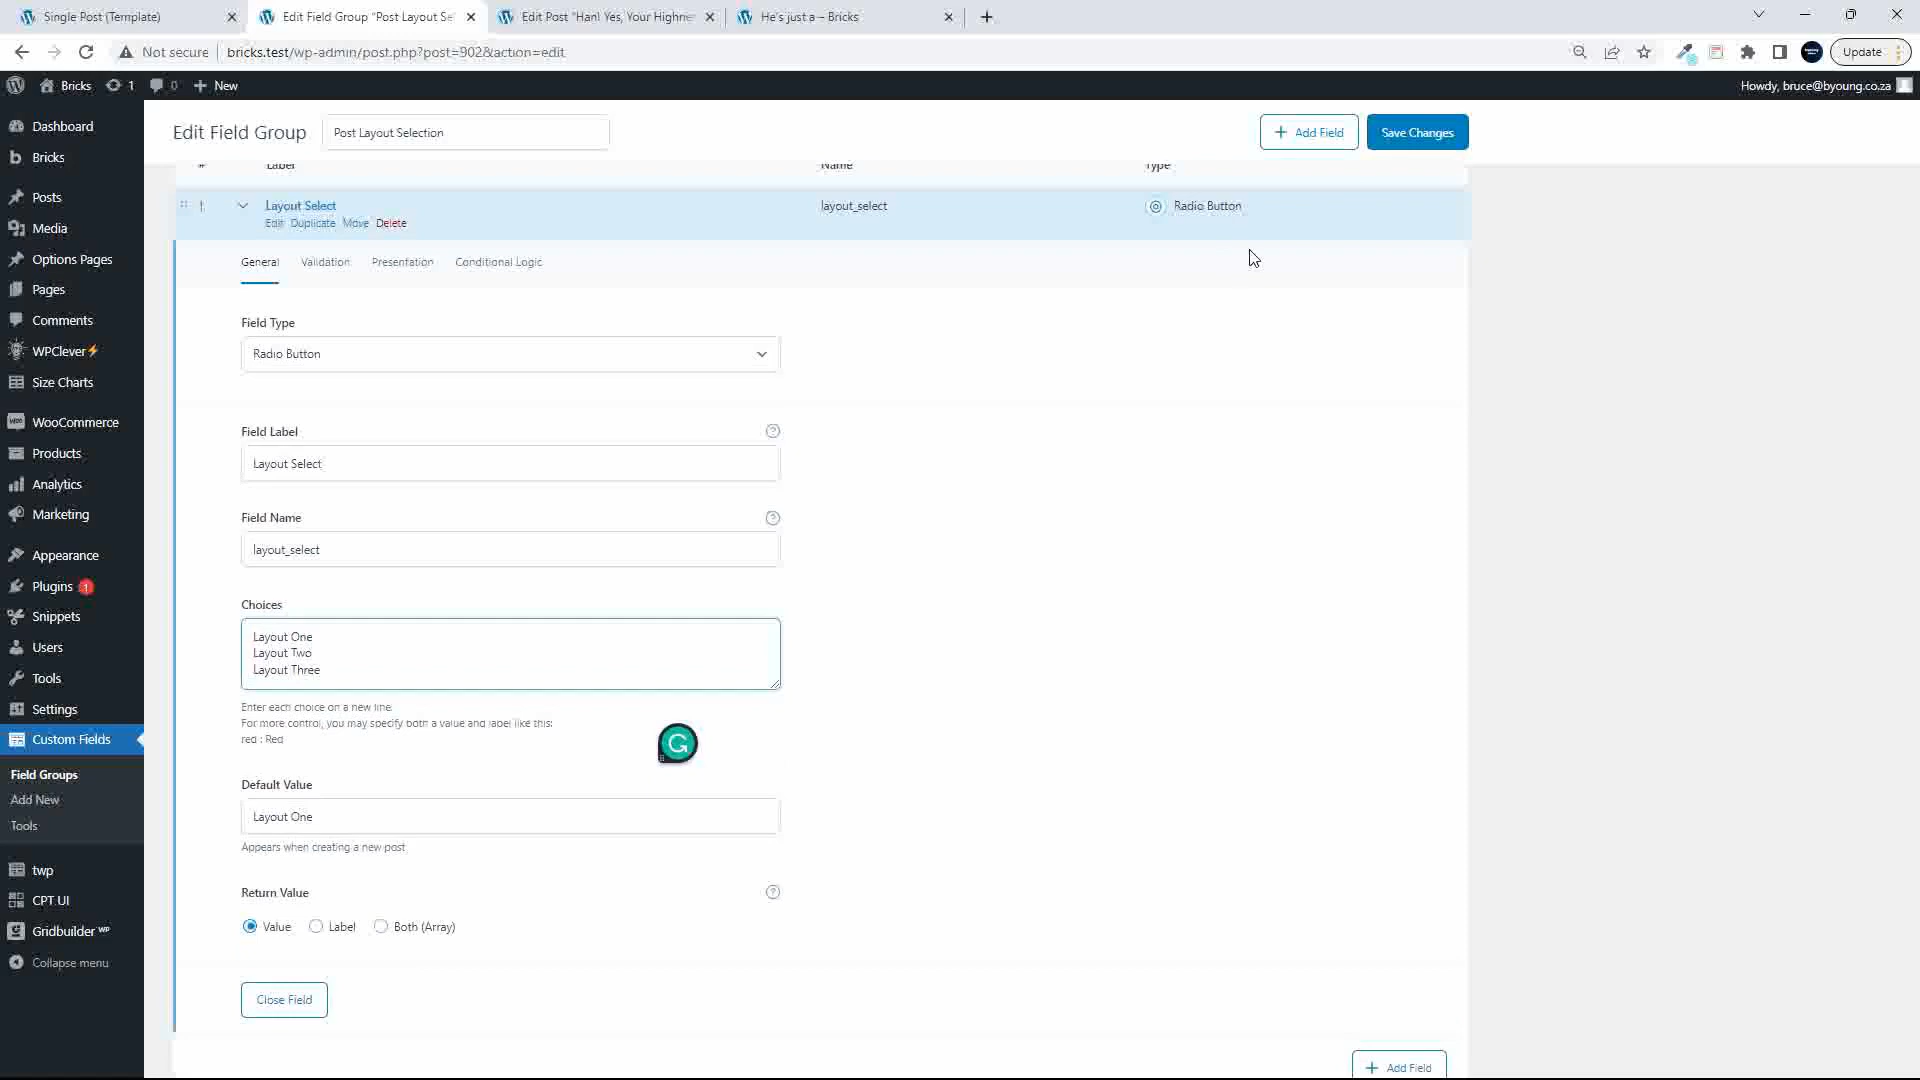 Single Post (Template)
Edit Field Group "Post Layout Se
Edit Post "Han! Yes, Your Highne
He's just a – Bricks
Not secure
bricks.test/wp-admin/post.php?post=902&action=edit
Update
Bricks
1
0
New
Howdy, bruce@byoung.co.za
Dashboard
Bricks
Posts
Media
Options Pages
Pages
Comments
WPClever⚡
Size Charts
WooCommerce
Products
Analytics
Marketing
Appearance
Plugins 1
Snippets
Users
Tools
Settings
Custom Fields
Field Groups
Add New
Tools
twp
CPT UI
Gridbuilder ᵂᴾ
Collapse menu
Edit Field Group
Post Layout Selection
+ Add Field
Save Changes
# Label Name Type
1 Layout Select layout_select Radio Button
Edit Duplicate Move Delete
General Validation Presentation Conditional Logic
Field Type
Radio Button
Field Label
Layout Select
Field Name
layout_select
Choices
Layout One
Layout Two
Layout Three
Enter each choice on a new line.
For more control, you may specify both a value and label like this:
red : Red
Default Value
Layout One
Appears when creating a new post
Return Value
Value Label Both (Array)
Close Field
+ Add Field